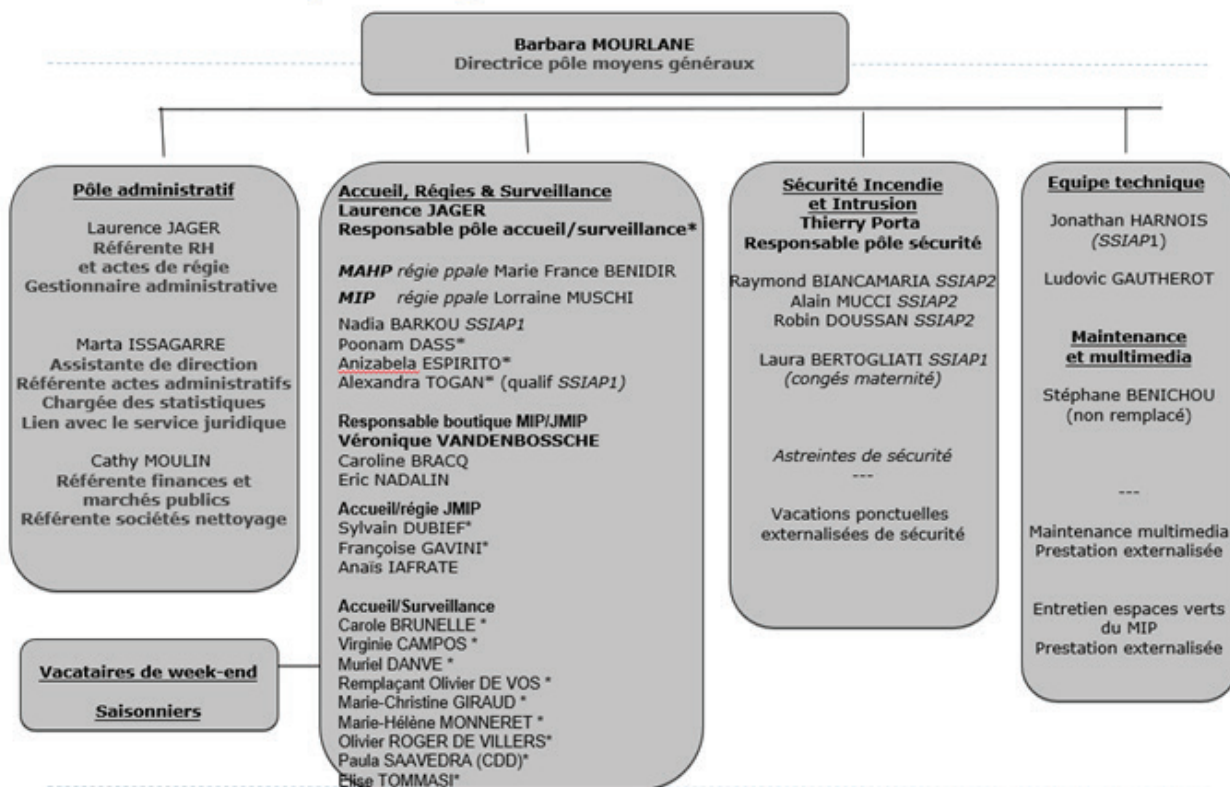 Barbara MOURLANE
Directrice pôle moyens généraux
Pôle administratif
Laurence JAGER
Référente RH
et actes de régie
Gestionnaire administrative
Marta ISSAGARRE
Assistante de direction
Référente actes administratifs
Chargée des statistiques
Lien avec le service juridique
Cathy MOULIN
Référente finances et
marchés publics
Référente sociétés nettoyage
Vacataires de week-end
Saisonniers
Accueil, Régies & Surveillance
Laurence JAGER
Responsable pôle accueil/surveillance*
MAHP régie ppale Marie France BENIDIR
MIP régie ppale Lorraine MUSCHI
Nadia BARKOU SSIAP1
Poonam DASS*
Anizabela ESPIRITO*
Alexandra TOGAN* (qualif SSIAP1)
Responsable boutique MIP/JMIP
Véronique VANDENBOSSCHE
Caroline BRACQ
Eric NADALIN
Accueil/régie JMIP
Sylvain DUBIEF*
Françoise GAVINI*
Anaïs IAFRATE
Accueil/Surveillance
Carole BRUNELLE *
Virginie CAMPOS *
Muriel DANVE *
Remplaçant Olivier DE VOS *
Marie-Christine GIRAUD *
Marie-Hélène MONNERET *
Olivier ROGER DE VILLERS*
Paula SAAVEDRA (CDD)*
Elise TOMMASI*
Sécurité Incendie
et Intrusion
Thierry Porta
Responsable pôle sécurité
Raymond BIANCAMARIA SSIAP2
Alain MUCCI SSIAP2
Robin DOUSSAN SSIAP2
Laura BERTOGLIATI SSIAP1
(congés maternité)
Astreintes de sécurité
---
Vacations ponctuelles
externalisées de sécurité
Equipe technique
Jonathan HARNOIS
(SSIAP1)
Ludovic GAUTHEROT
Maintenance
et multimedia
Stéphane BENICHOU
(non remplacé)
---
Maintenance multimedia
Prestation externalisée
Entretien espaces verts
du MIP
Prestation externalisée